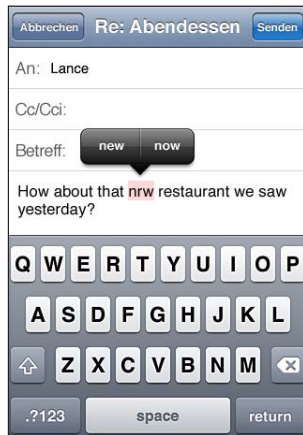 Abbrechen Re: Abendessen Senden
An: Lance
Cc/Cci:
Betreff:
new now
How about that nrw restaurant we saw
yesterday?
Q W E R T Y U I O P
A S D F G H J K L
Z X C V B N M
.?123 space return